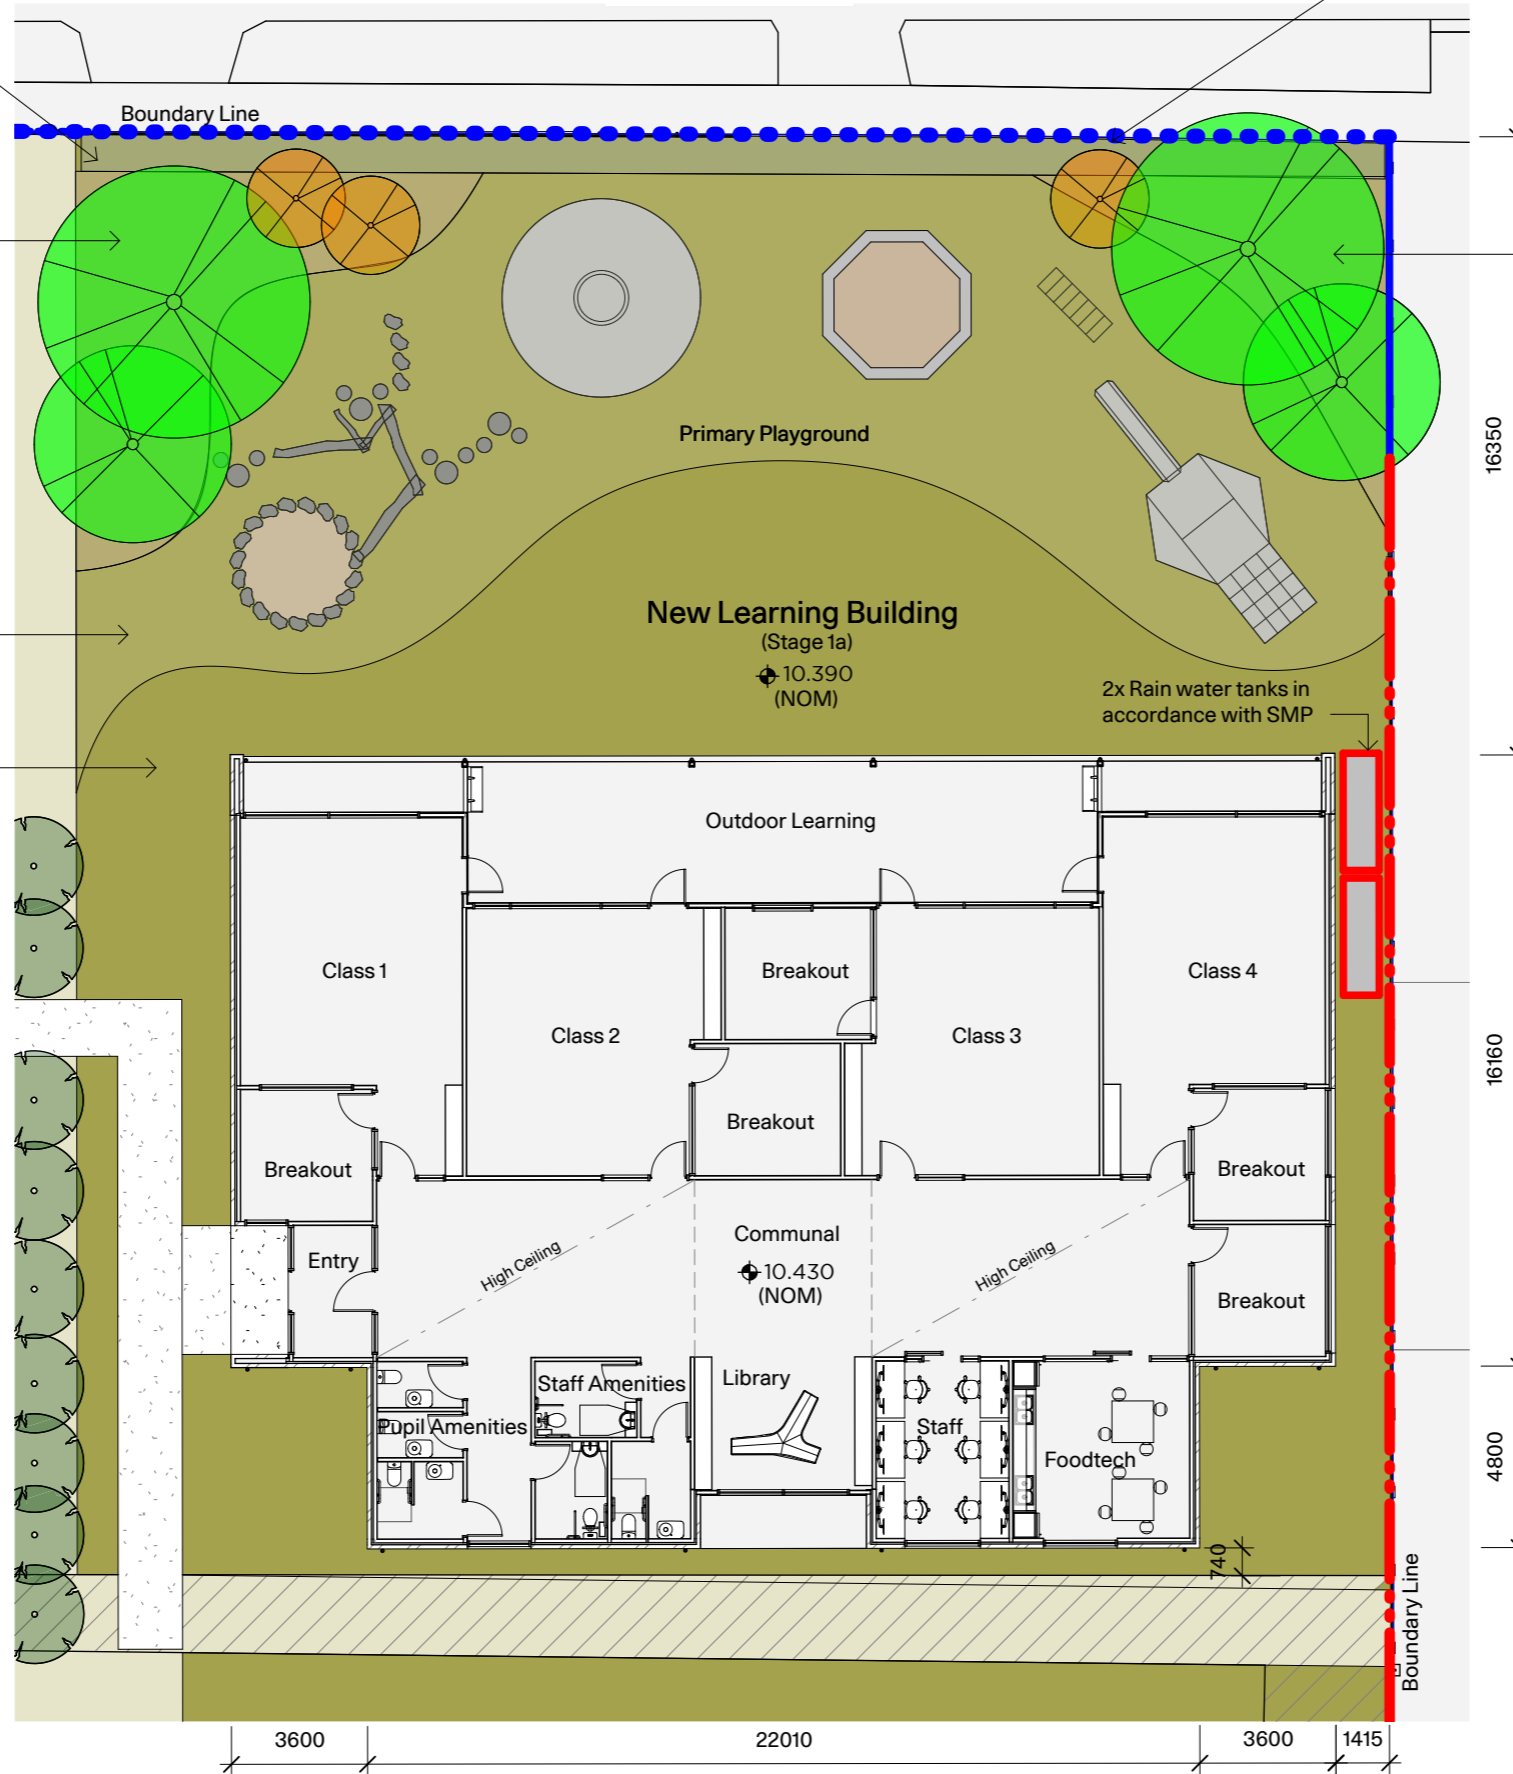 Boundary Line
16350
Primary Playground
New Learning Building
(Stage 1a)
10.390
(NOM)
2x Rain water tanks in
accordance with SMP
Outdoor Learning
Class 1
Breakout
Class 4
Class 2
Class 3
16160
Breakout
Breakout
Breakout
Communal
Entry
High Ceiling
High Ceiling
10.430
(NOM)
Breakout
Library
Staff Amenities
Pupil Amenities
Staff
Foodtech
4800
740
Boundary Line
3600
22010
3600
1415